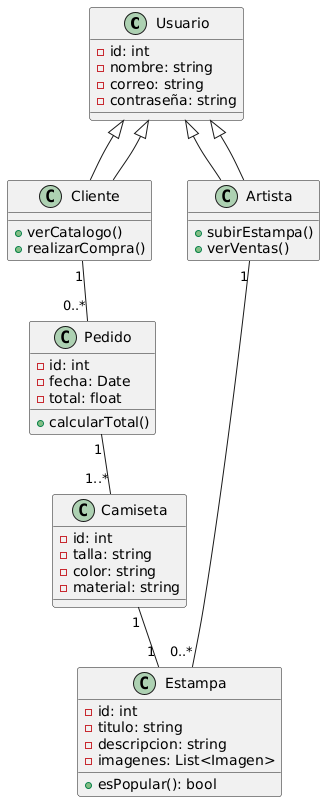 C Usuario
id: int
nombre: string
correo: string
contraseña: string
C Cliente
verCatalogo()
realizarCompra()
C Artista
subirEstampa()
verVentas()
1
1
0..*
C Pedido
id: int
fecha: Date
total: float
calcularTotal()
1
1..*
C Camiseta
id: int
talla: string
color: string
material: string
1
1
0..*
C Estampa
id: int
titulo: string
descripcion: string
imagenes: List<Imagen>
esPopular(): bool